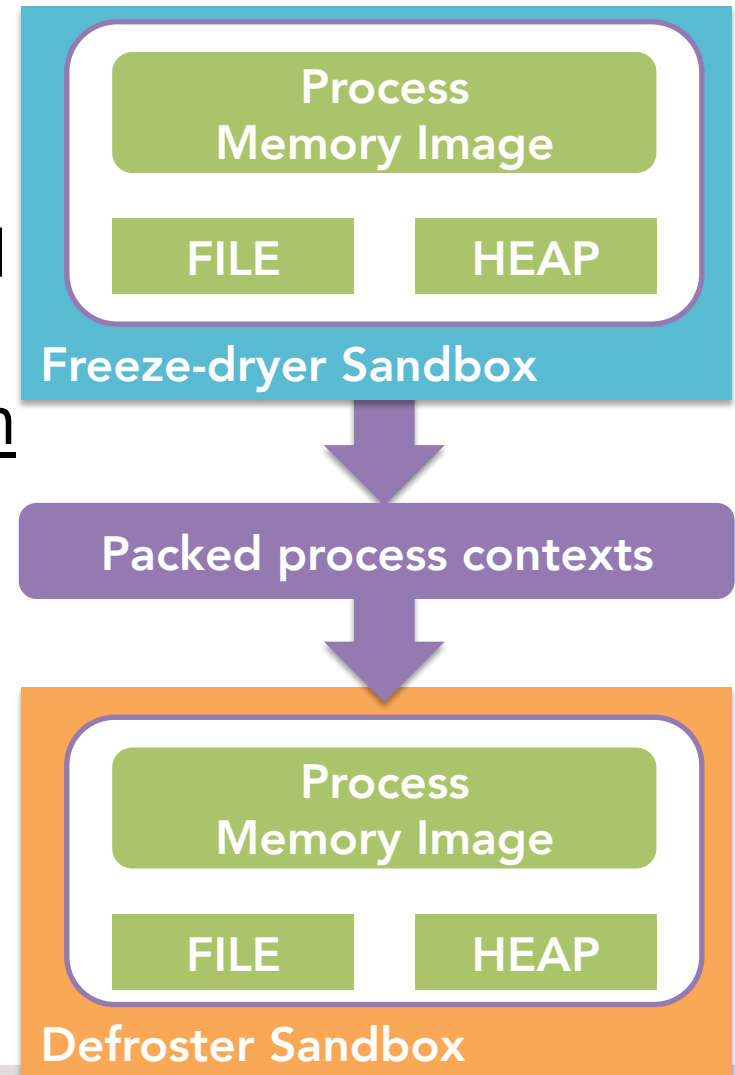 Process
Memory Image
FILE
HEAP
Freeze-dryer Sandbox
Packed process contexts
Process
Memory Image
FILE
HEAP
Defroster Sandbox